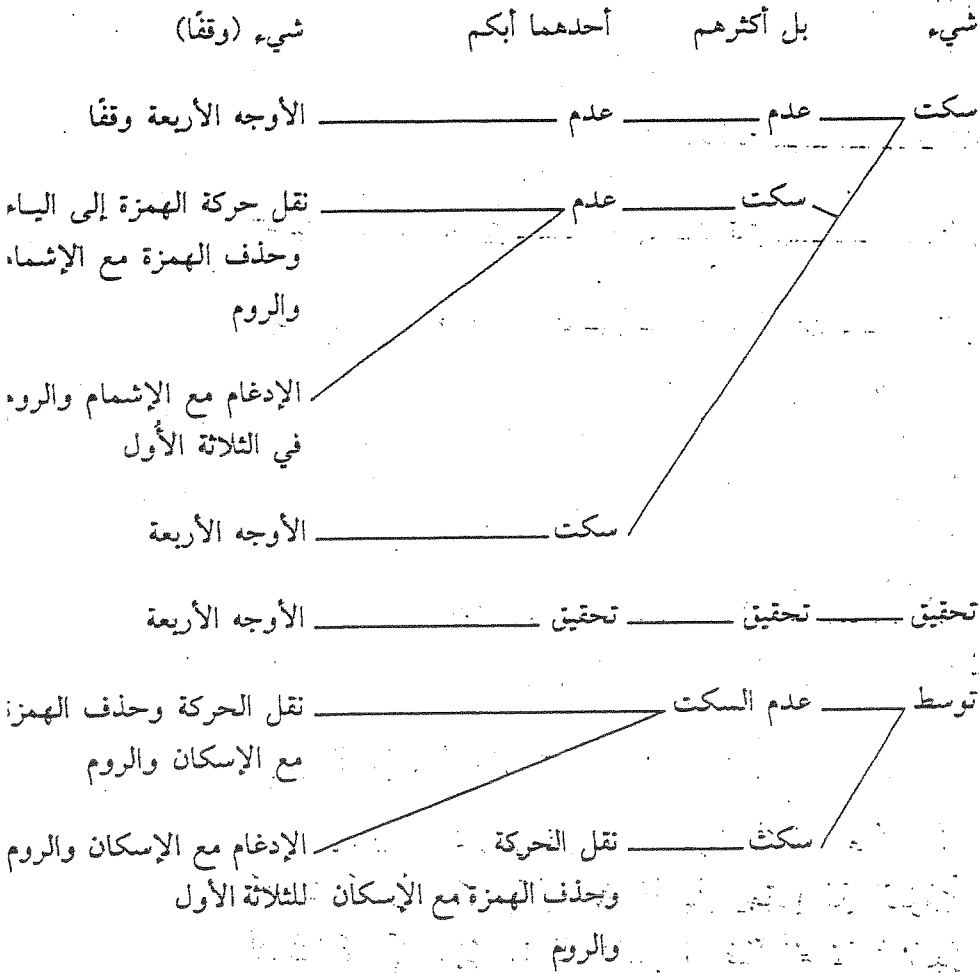 شيء بل أكثرهم أحدهما أبكم شيء (وقفًا)
سكت عدم عدم الأوجه الأربعة وقفًا
سكت عدم نقل حركة الهمزة إلى الياء
وحذف الهمزة مع الإشمام
والروم
الإدغام مع الإشمام والروم
في الثلاثة الأُول
سكت الأوجه الأربعة
تحقيق تحقيق تحقيق الأوجه الأربعة
توسط عدم السكت نقل الحركة وحذف الهمزة
مع الإسكان والروم
سكت نقل الحركة الإدغام مع الإسكان والروم
وحذف الهمزة مع الإسكان للثلاثة الأول
والروم